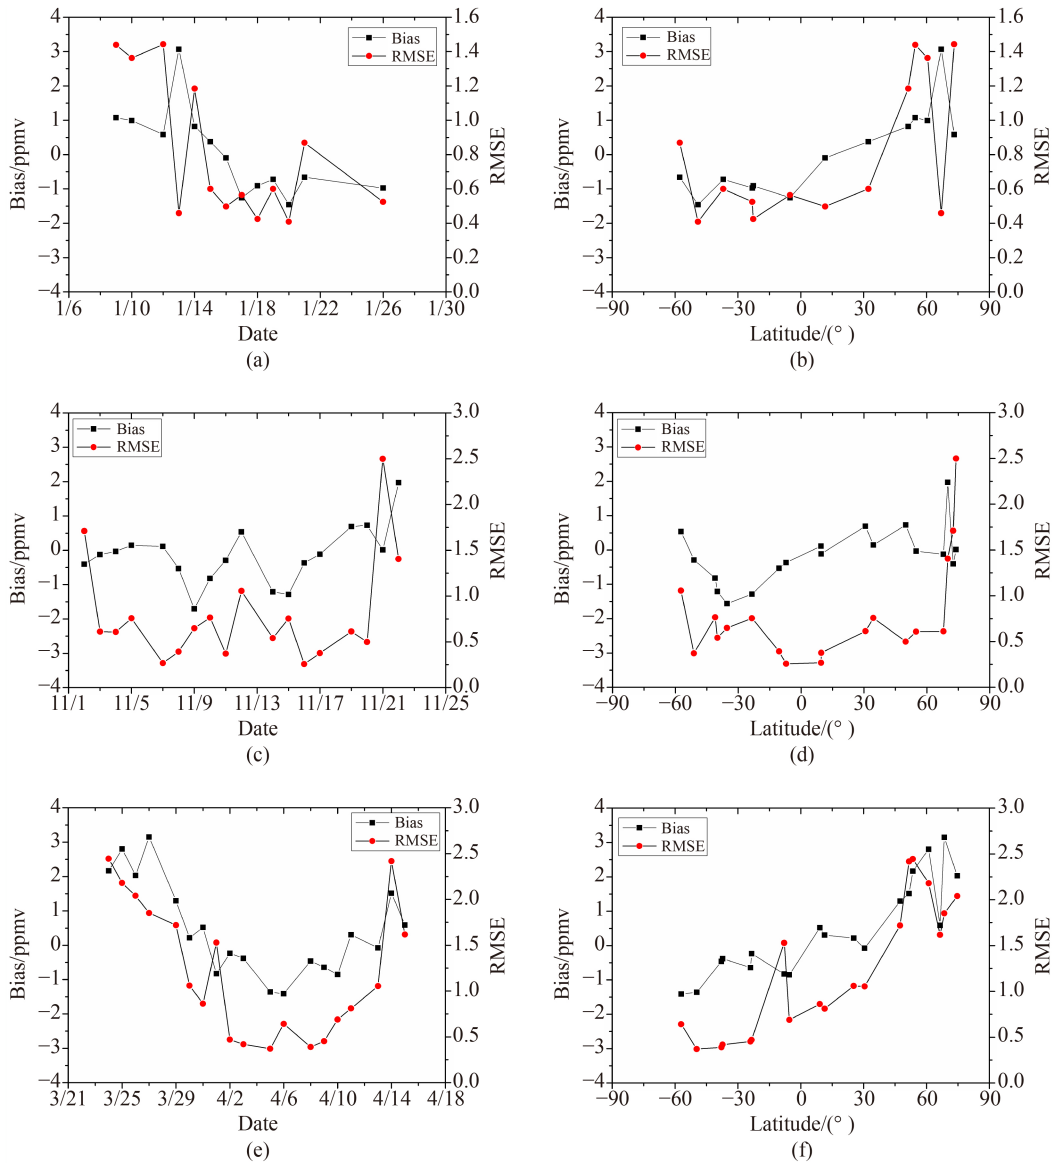 4
3
2
1
0
−1
−2
−3
−4
Bias/ppmv
1.6
1.4
1.2
1.0
0.8
0.6
0.4
0.2
0.0
RMSE
Bias
RMSE
1/6 1/10 1/14 1/18 1/22 1/26 1/30
Date
(a)
4
3
2
1
0
−1
−2
−3
−4
Bias/ppmv
1.6
1.4
1.2
1.0
0.8
0.6
0.4
0.2
0.0
RMSE
Bias
RMSE
−90 −60 −30 0 30 60 90
Latitude/(° )
(b)
4
3
2
1
0
−1
−2
−3
−4
Bias/ppmv
3.0
2.5
2.0
1.5
1.0
0.5
0.0
RMSE
Bias
RMSE
11/1 11/5 11/9 11/13 11/17 11/21 11/25
Date
(c)
4
3
2
1
0
−1
−2
−3
−4
Bias/ppmv
3.0
2.5
2.0
1.5
1.0
0.5
0.0
RMSE
Bias
RMSE
−90 −60 −30 0 30 60 90
Latitude/(° )
(d)
4
3
2
1
0
−1
−2
−3
−4
Bias/ppmv
3.0
2.5
2.0
1.5
1.0
0.5
0.0
RMSE
Bias
RMSE
3/21 3/25 3/29 4/2 4/6 4/10 4/14 4/18
Date
(e)
4
3
2
1
0
−1
−2
−3
−4
Bias/ppmv
3.0
2.5
2.0
1.5
1.0
0.5
0.0
RMSE
Bias
RMSE
−90 −60 −30 0 30 60 90
Latitude/(° )
(f)